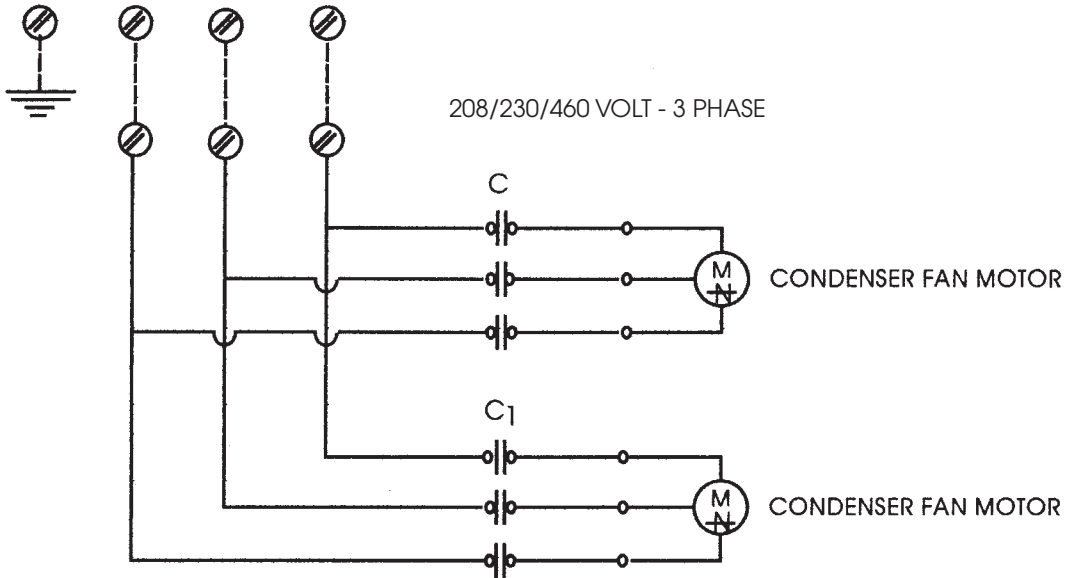 208/230/460 VOLT - 3 PHASE
C
M
CONDENSER FAN MOTOR
C1
M
CONDENSER FAN MOTOR